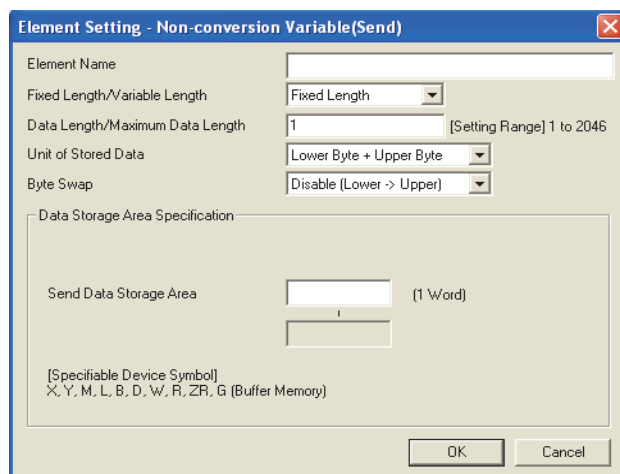 Element Setting - Non-conversion Variable(Send)
Element Name
Fixed Length/Variable Length Fixed Length
Data Length/Maximum Data Length 1 [Setting Range] 1 to 2046
Unit of Stored Data Lower Byte + Upper Byte
Byte Swap Disable (Lower -> Upper)
Data Storage Area Specification
Send Data Storage Area (1 Word)
[Specifiable Device Symbol]
X, Y, M, L, B, D, W, R, ZR, G (Buffer Memory)
OK Cancel